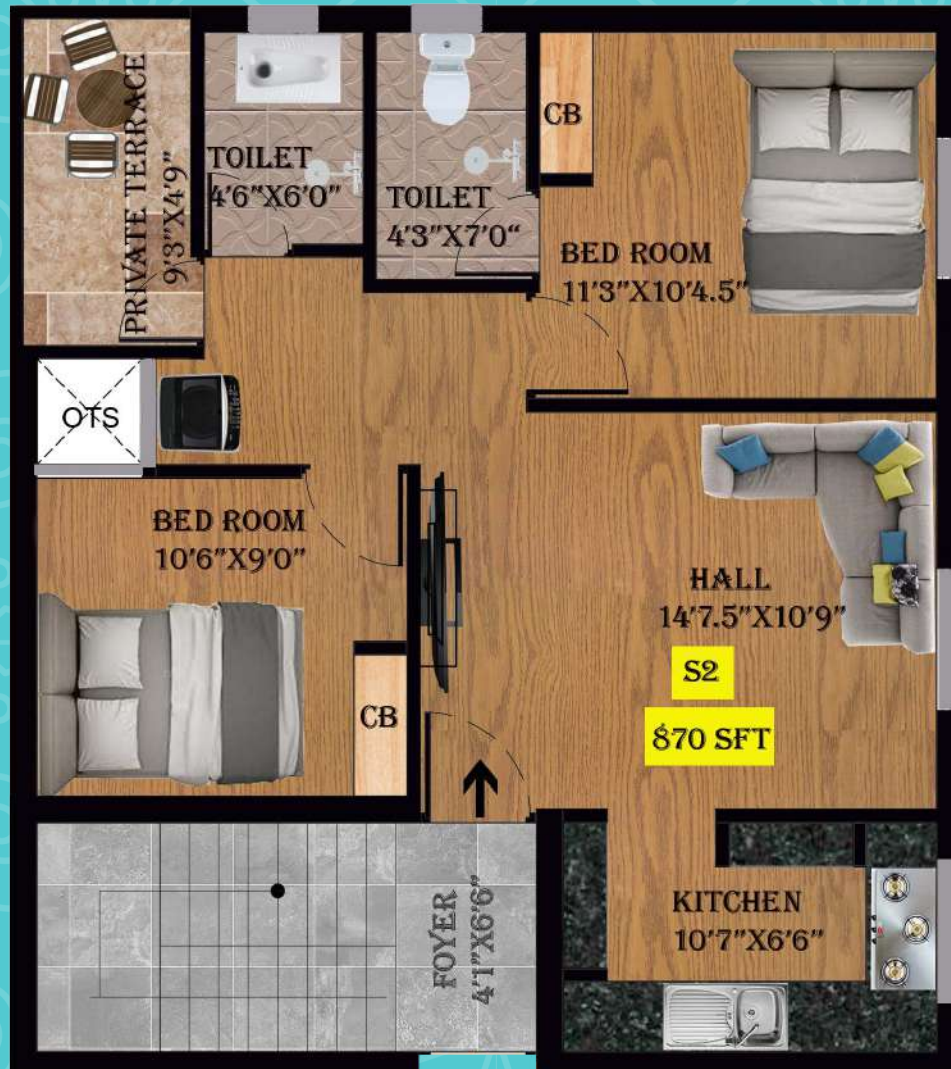 CB
TOILET
4'6"X6'0"
TOILET
4'3"X7'0"
PRIVATE TERRACE
9'3"X4'9"
BED ROOM
11'3"X10'4.5"
OTS
BED ROOM
10'6"X9'0"
HALL
14'7.5"X10'9"
S2
870 SFT
CB
KITCHEN
10'7"X6'6"
FOYER
4'1"X6'6"